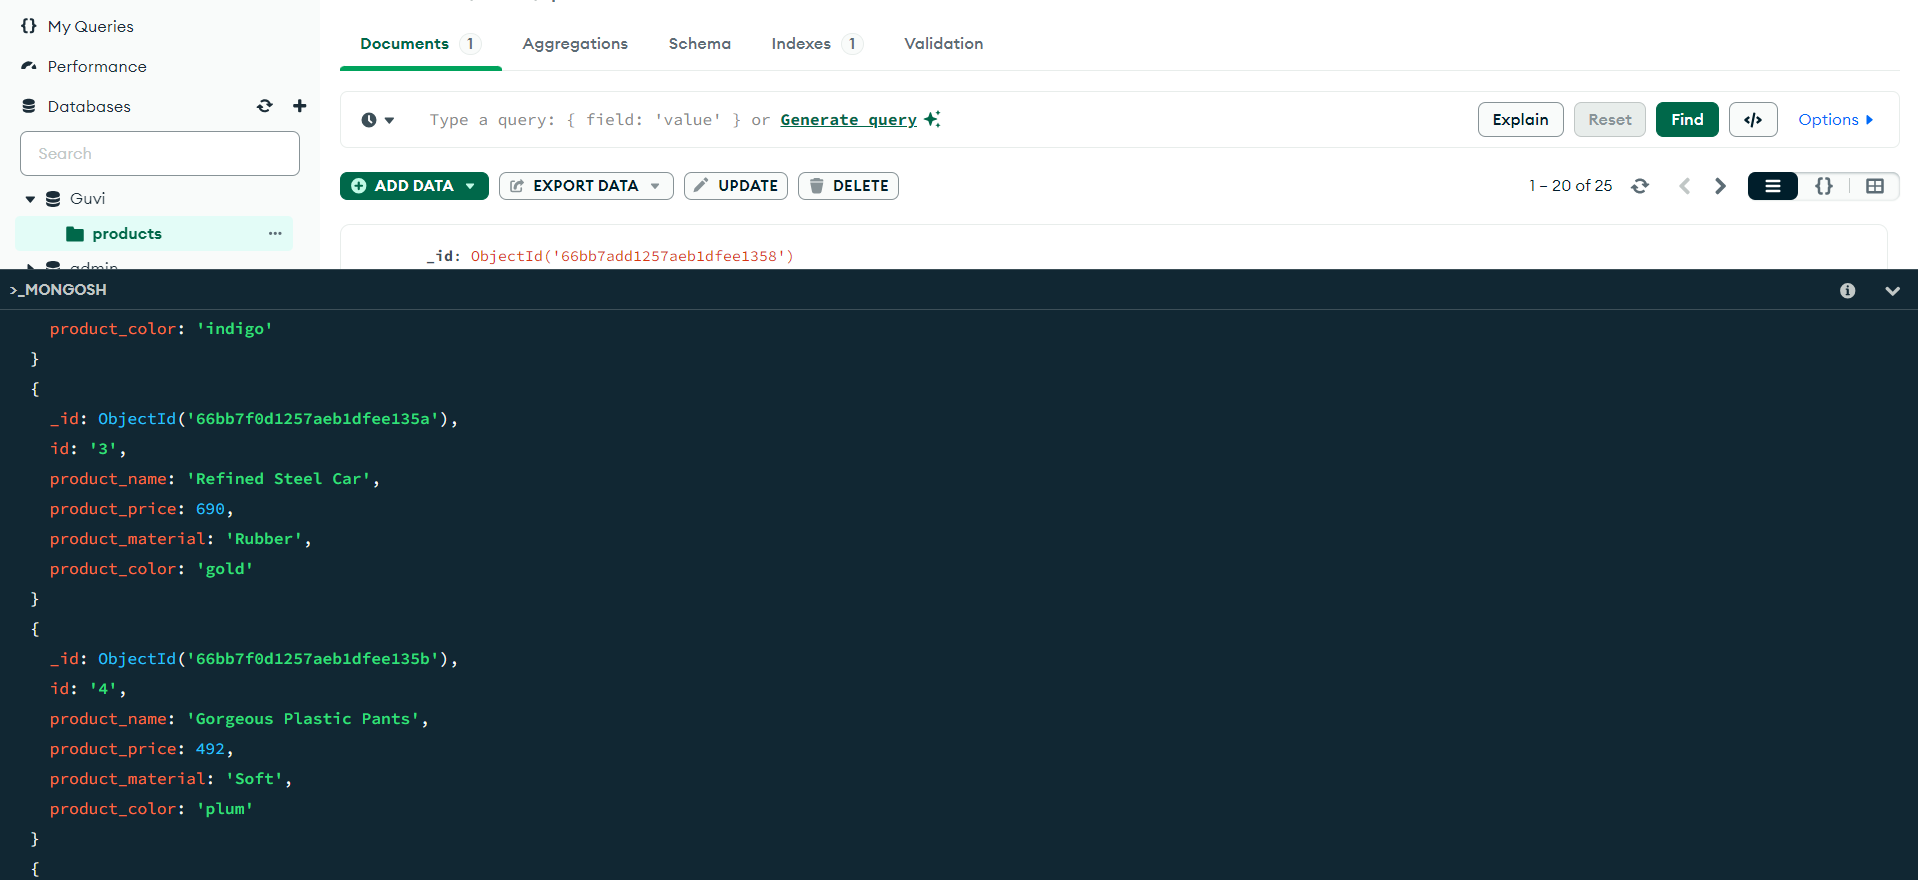 My Queries
Performance
Databases
Search
Guvi
products
admin
Documents 1 Aggregations Schema Indexes 1 Validation
Type a query: { field: 'value' } or Generate query
Explain Reset Find </> Options
ADD DATA EXPORT DATA UPDATE DELETE
1 – 20 of 25 {}
_id: ObjectId('66bb7add1257aeb1dfee1358')
>_MONGOSH
product_color: 'indigo'
}
{
_id: ObjectId('66bb7f0d1257aeb1dfee135a'),
id: '3',
product_name: 'Refined Steel Car',
product_price: 690,
product_material: 'Rubber',
product_color: 'gold'
}
{
_id: ObjectId('66bb7f0d1257aeb1dfee135b'),
id: '4',
product_name: 'Gorgeous Plastic Pants',
product_price: 492,
product_material: 'Soft',
product_color: 'plum'
}
{